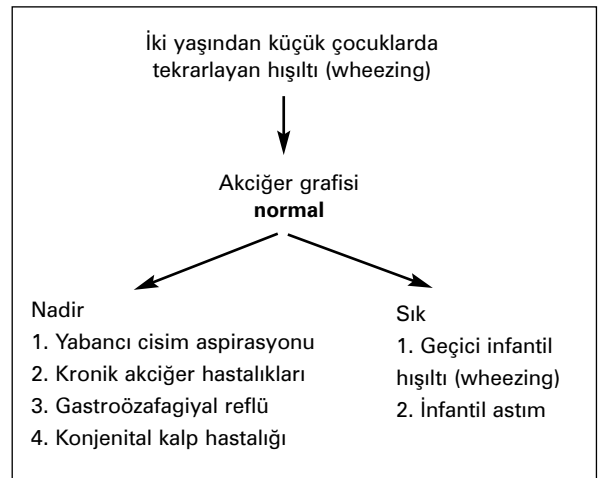 İki yaşından küçük çocuklarda
tekrarlayan hışıltı (wheezing)
Akciğer grafisi
normal
Nadir
1. Yabancı cisim aspirasyonu
2. Kronik akciğer hastalıkları
3. Gastroözafagiyal reflü
4. Konjenital kalp hastalığı
Sık
1. Geçici infantil
hışıltı (wheezing)
2. İnfantil astım